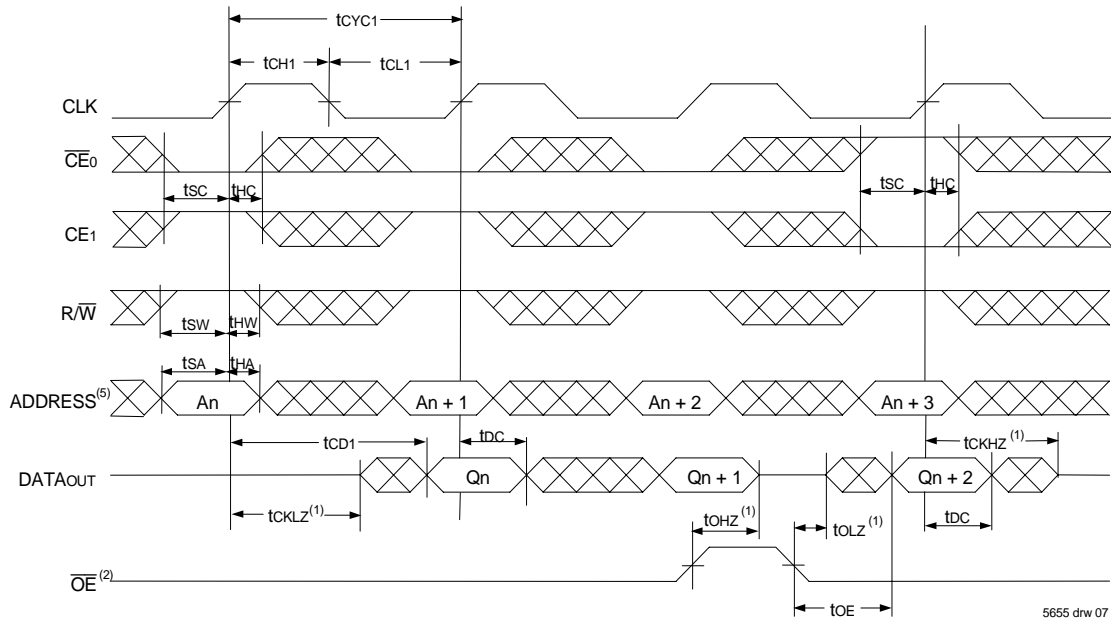 tCYC1
tCH1 tCL1
CLK
CE0
tSC tHC tSC tHC
CE1
R/W
tSW tHW
tSA tHA
ADDRESS(5) An An + 1 An + 2 An + 3
tCD1 tDC tCKHZ(1)
DATAOUT Qn Qn + 1 Qn + 2
tCKLZ(1) tOHZ(1) tOLZ(1) tDC
OE(2)
tOE
5655 drw 07